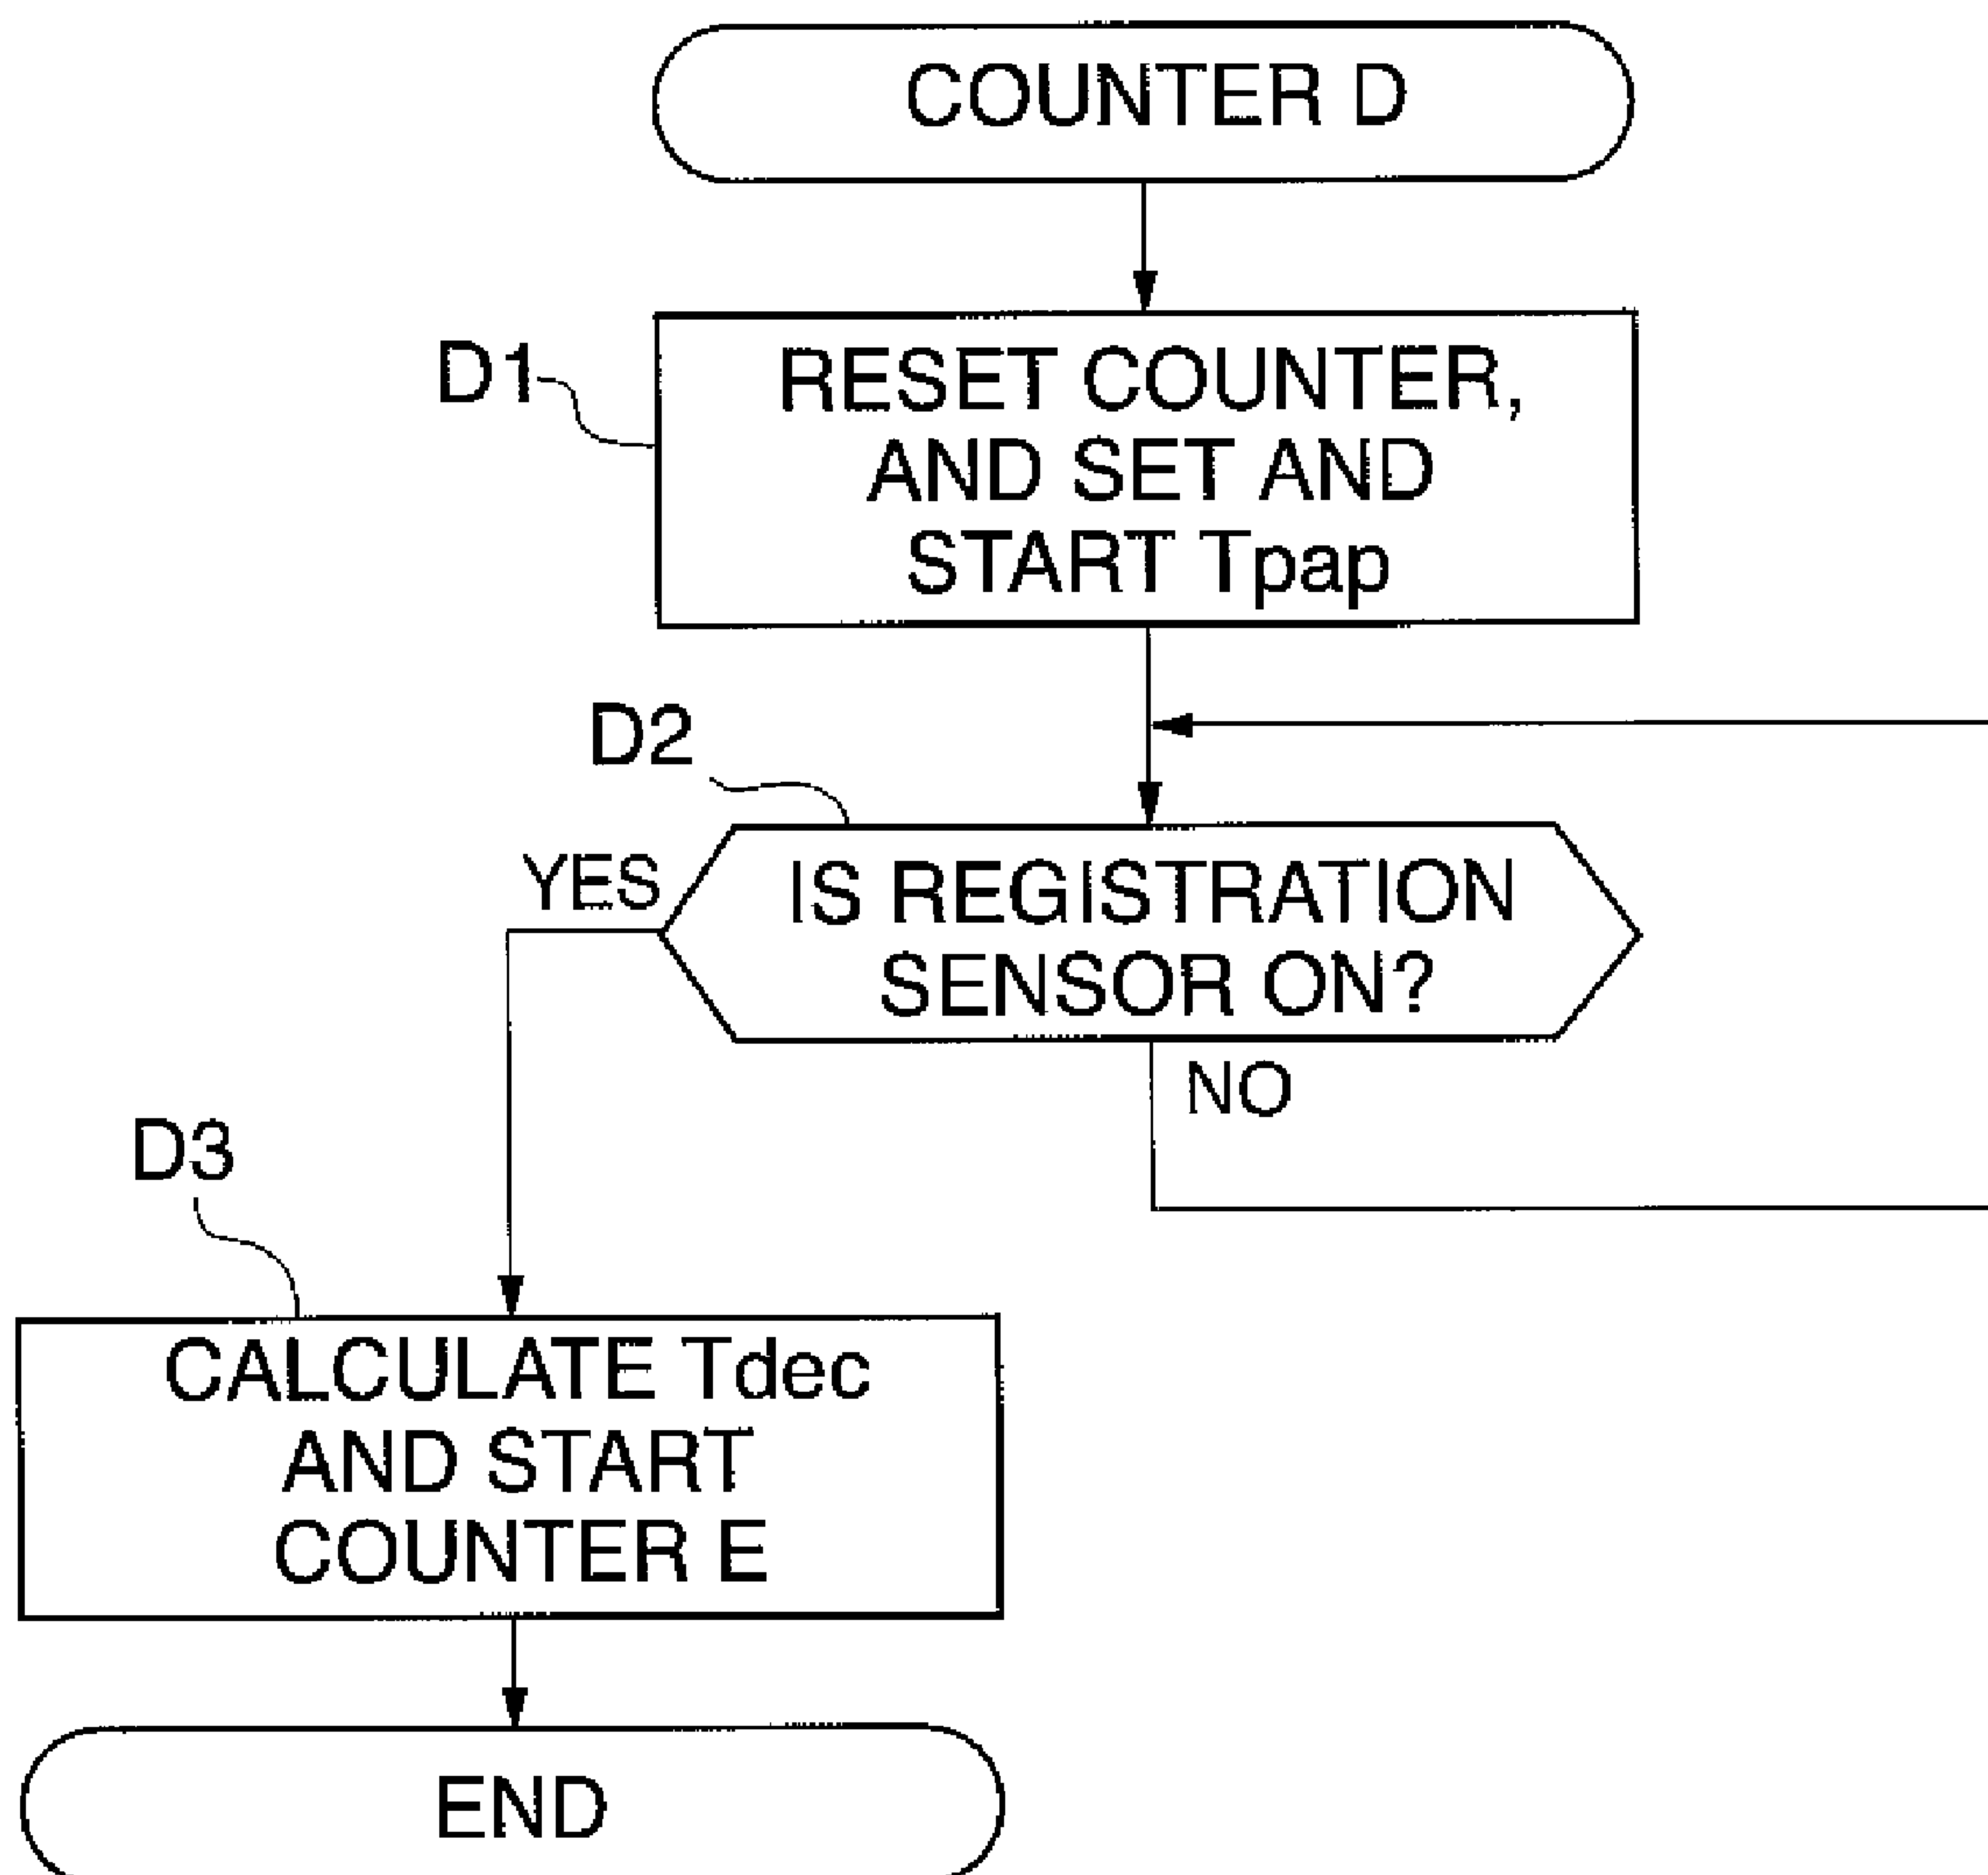 COUNTER D
D1
RESET COUNTER,
AND SET AND
START Tpap
D2
YES
IS REGISTRATION
SENSOR ON?
NO
D3
CALCULATE Tdec
AND START
COUNTER E
END